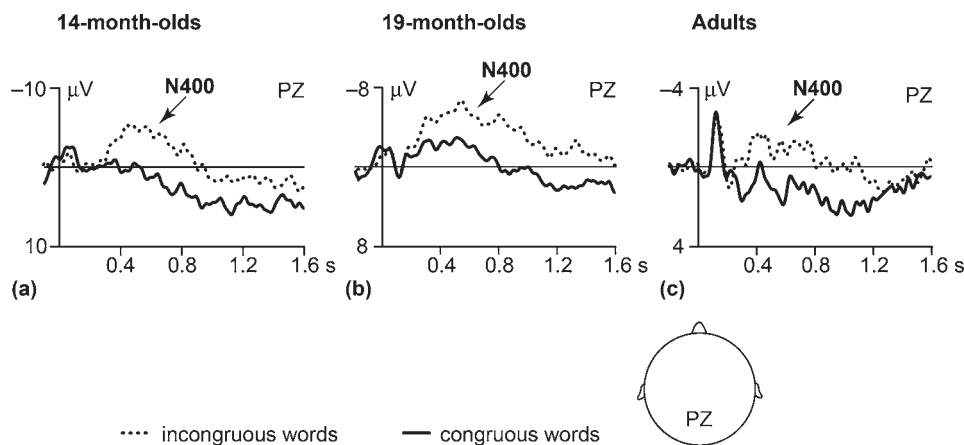 14-month-olds
19-month-olds
Adults
–10
μV
N400
PZ
10
0.4
0.8
1.2
1.6 s
(a)
–8
μV
N400
PZ
8
0.4
0.8
1.2
1.6 s
(b)
–4
μV
N400
PZ
4
0.4
0.8
1.2
1.6 s
(c)
PZ
incongruous words
congruous words